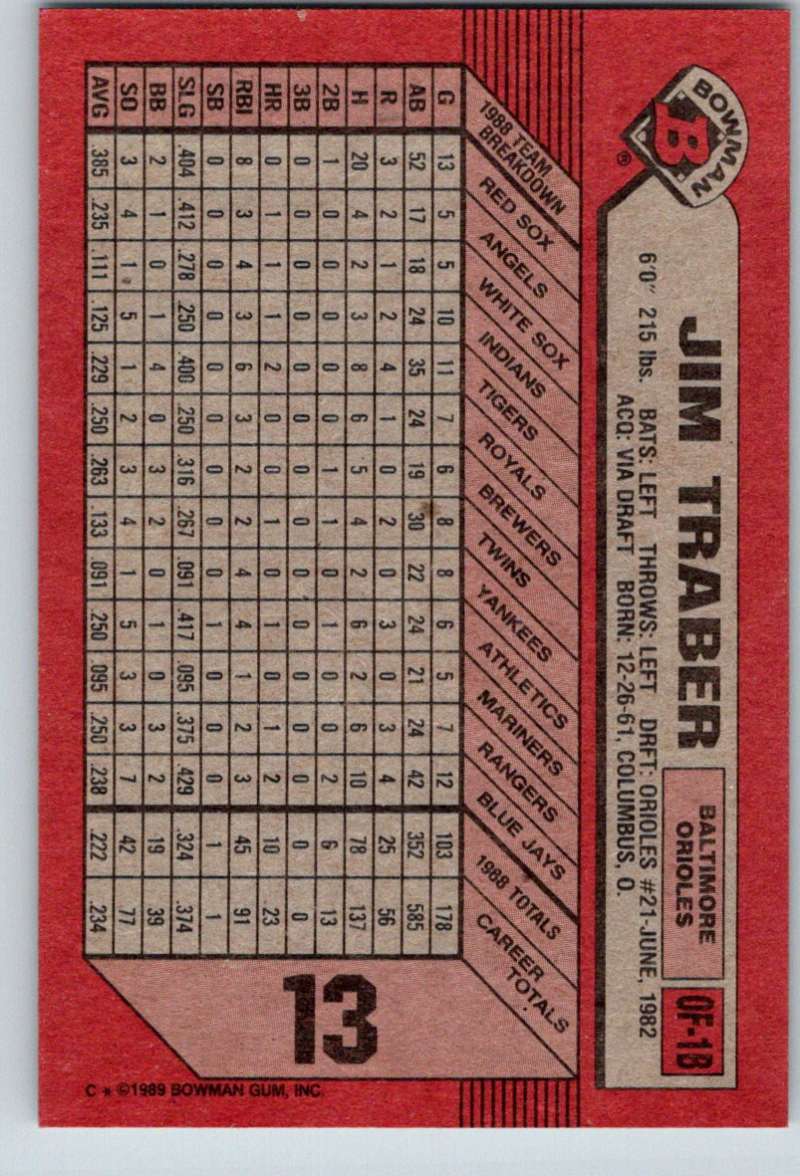 BOWMAN
B
®
JIM TRABER
BALTIMORE
ORIOLES
OF-1B
6'0" 215 lbs. BATS: LEFT THROWS: LEFT DRFT: ORIOLES #21-JUNE, 1982
ACQ: VIA DRAFT BORN: 12-26-61, COLUMBUS, O.
1988 TEAM
BREAKDOWN
RED SOX
ANGELS
WHITE SOX
INDIANS
TIGERS
ROYALS
BREWERS
TWINS
YANKEES
ATHLETICS
MARINERS
RANGERS
BLUE JAYS
1988 TOTALS
CAREER
TOTALS
G 13 5 5 10 11 7 6 8 8 6 5 7 12 103 178
AB 52 17 18 24 35 24 19 30 22 24 21 24 42 352 585
R 3 2 1 2 4 1 0 2 0 3 0 3 4 25 56
H 20 4 2 3 8 6 5 4 2 6 2 6 10 78 137
2B 1 0 0 0 0 0 1 1 0 1 0 0 2 6 13
3B 0 0 0 0 0 0 0 0 0 0 0 0 0 0 0
HR 0 1 1 1 2 0 0 1 0 1 0 1 2 10 23
RBI 8 3 4 3 6 3 2 2 4 4 1 2 3 45 91
SB 0 0 0 0 0 0 0 0 0 1 0 0 0 1 1
SLG .404 .412 .278 .250 .400 .250 .316 .267 .091 .417 .095 .375 .429 .324 .374
BB 2 1 0 1 4 0 3 2 0 1 0 3 2 19 39
SO 3 4 1 5 1 2 3 4 1 5 3 3 7 42 77
AVG .385 .235 .111 .125 .229 .250 .263 .133 .091 .250 .095 .250 .238 .222 .234
13
C * ©1989 BOWMAN GUM, INC.